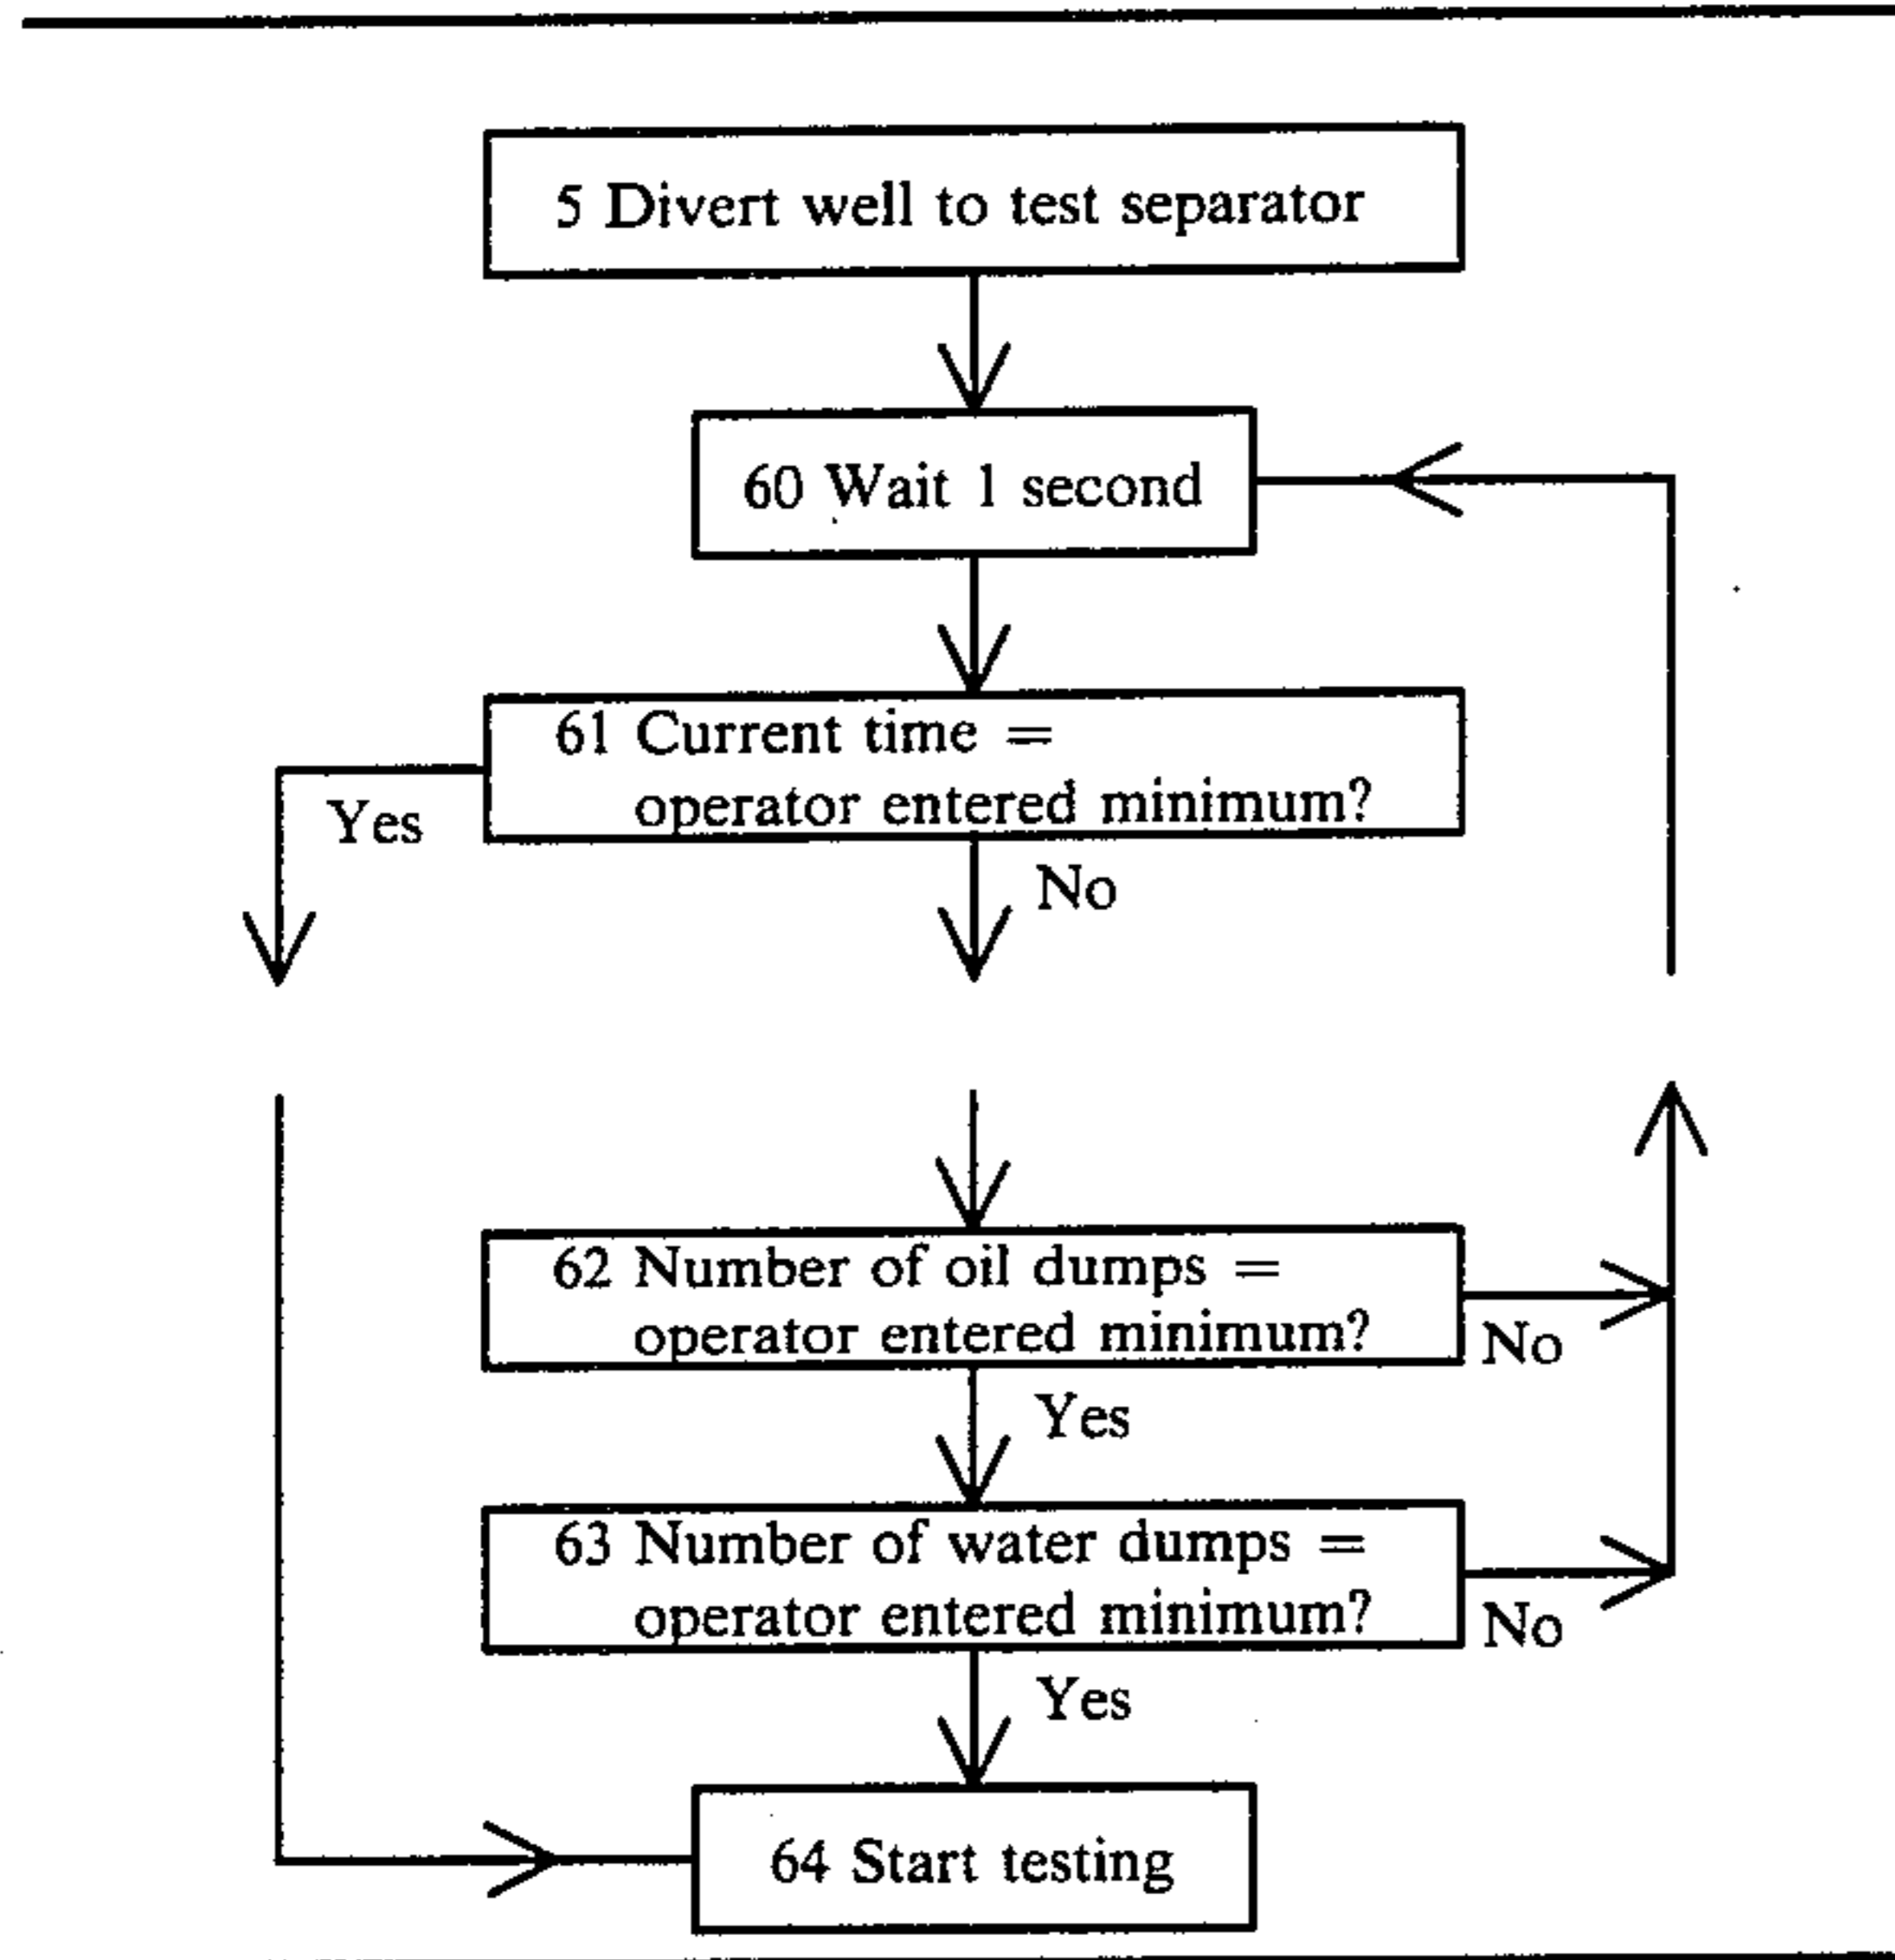 5 Divert well to test separator
60 Wait 1 second
61 Current time =
operator entered minimum?
Yes
No
62 Number of oil dumps =
operator entered minimum?
No
Yes
63 Number of water dumps =
operator entered minimum?
No
Yes
64 Start testing